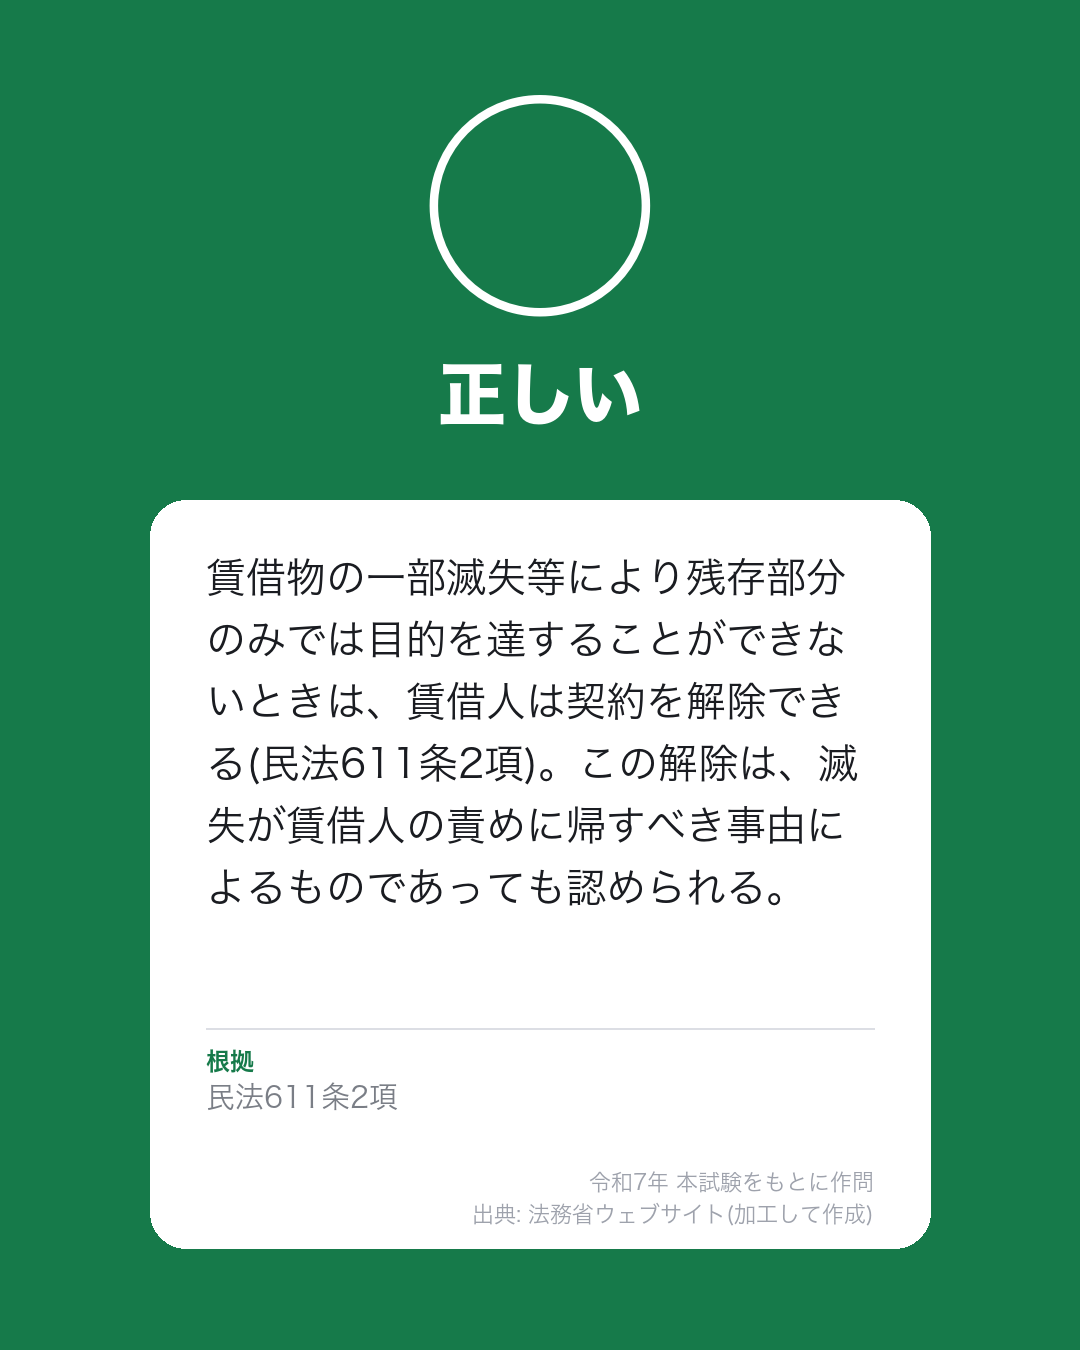 正しい
賃借物の一部滅失等により残存部分
のみでは目的を達することができな
いときは、賃借人は契約を解除でき
る(民法611条2項)。この解除は、滅
失が賃借人の責めに帰すべき事由に
よるものであっても認められる。
根拠
民法611条2項
令和7年 本試験をもとに作問
出典: 法務省ウェブサイト(加工して作成)